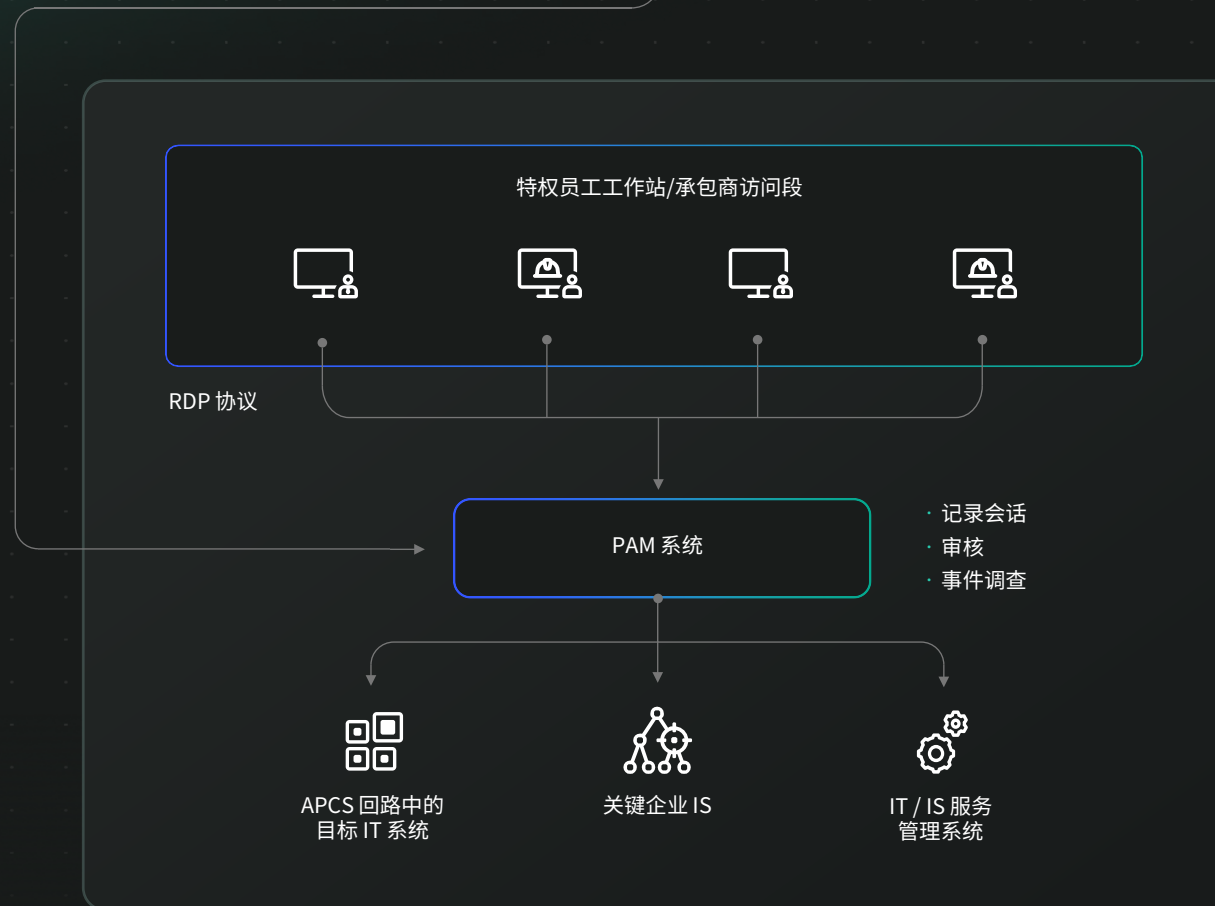 特权员工工作站/承包商访问段
RDP 协议
PAM 系统
· 记录会话
· 审核
· 事件调查
APCS 回路中的
目标 IT 系统
关键企业 IS
IT / IS 服务
管理系统